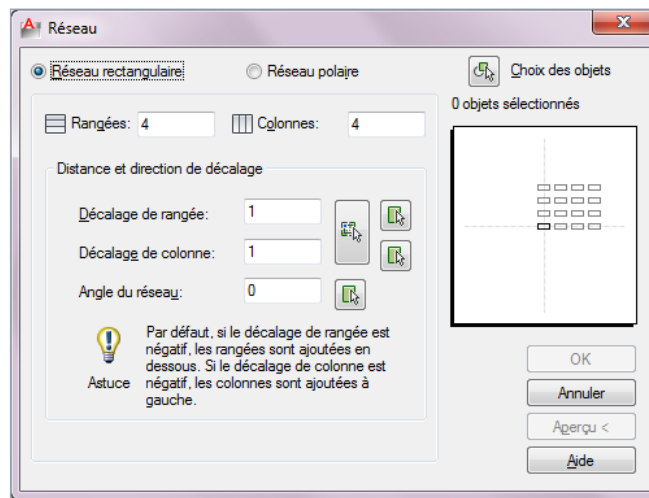 Réseau
Réseau rectangulaire
Réseau polaire
Choix des objets
0 objets sélectionnés
Rangées: 4
Colonnes: 4
Distance et direction de décalage
Décalage de rangée: 1
Décalage de colonne: 1
Angle du réseau: 0
Par défaut, si le décalage de rangée est
négatif, les rangées sont ajoutées en
dessous. Si le décalage de colonne est
négatif, les colonnes sont ajoutées à
gauche.
Astuce
OK
Annuler
Aperçu <
Aide